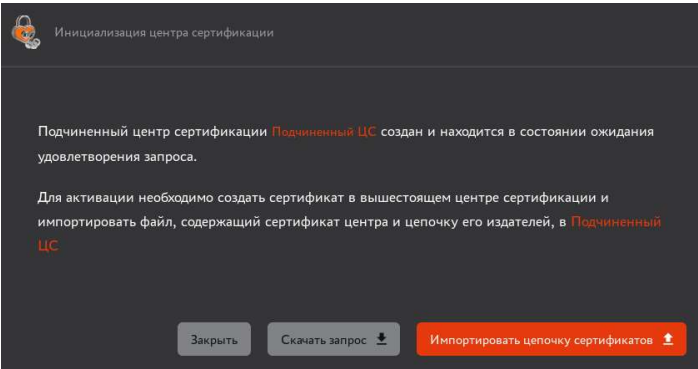 Инициализация центра сертификации
Подчиненный центр сертификации Подчиненный ЦС создан и находится в состоянии ожидания
удовлетворения запроса.
Для активации необходимо создать сертификат в вышестоящем центре сертификации и
импортировать файл, содержащий сертификат центра и цепочку его издателей, в Подчиненный
ЦС
Закрыть
Скачать запрос
Импортировать цепочку сертификатов